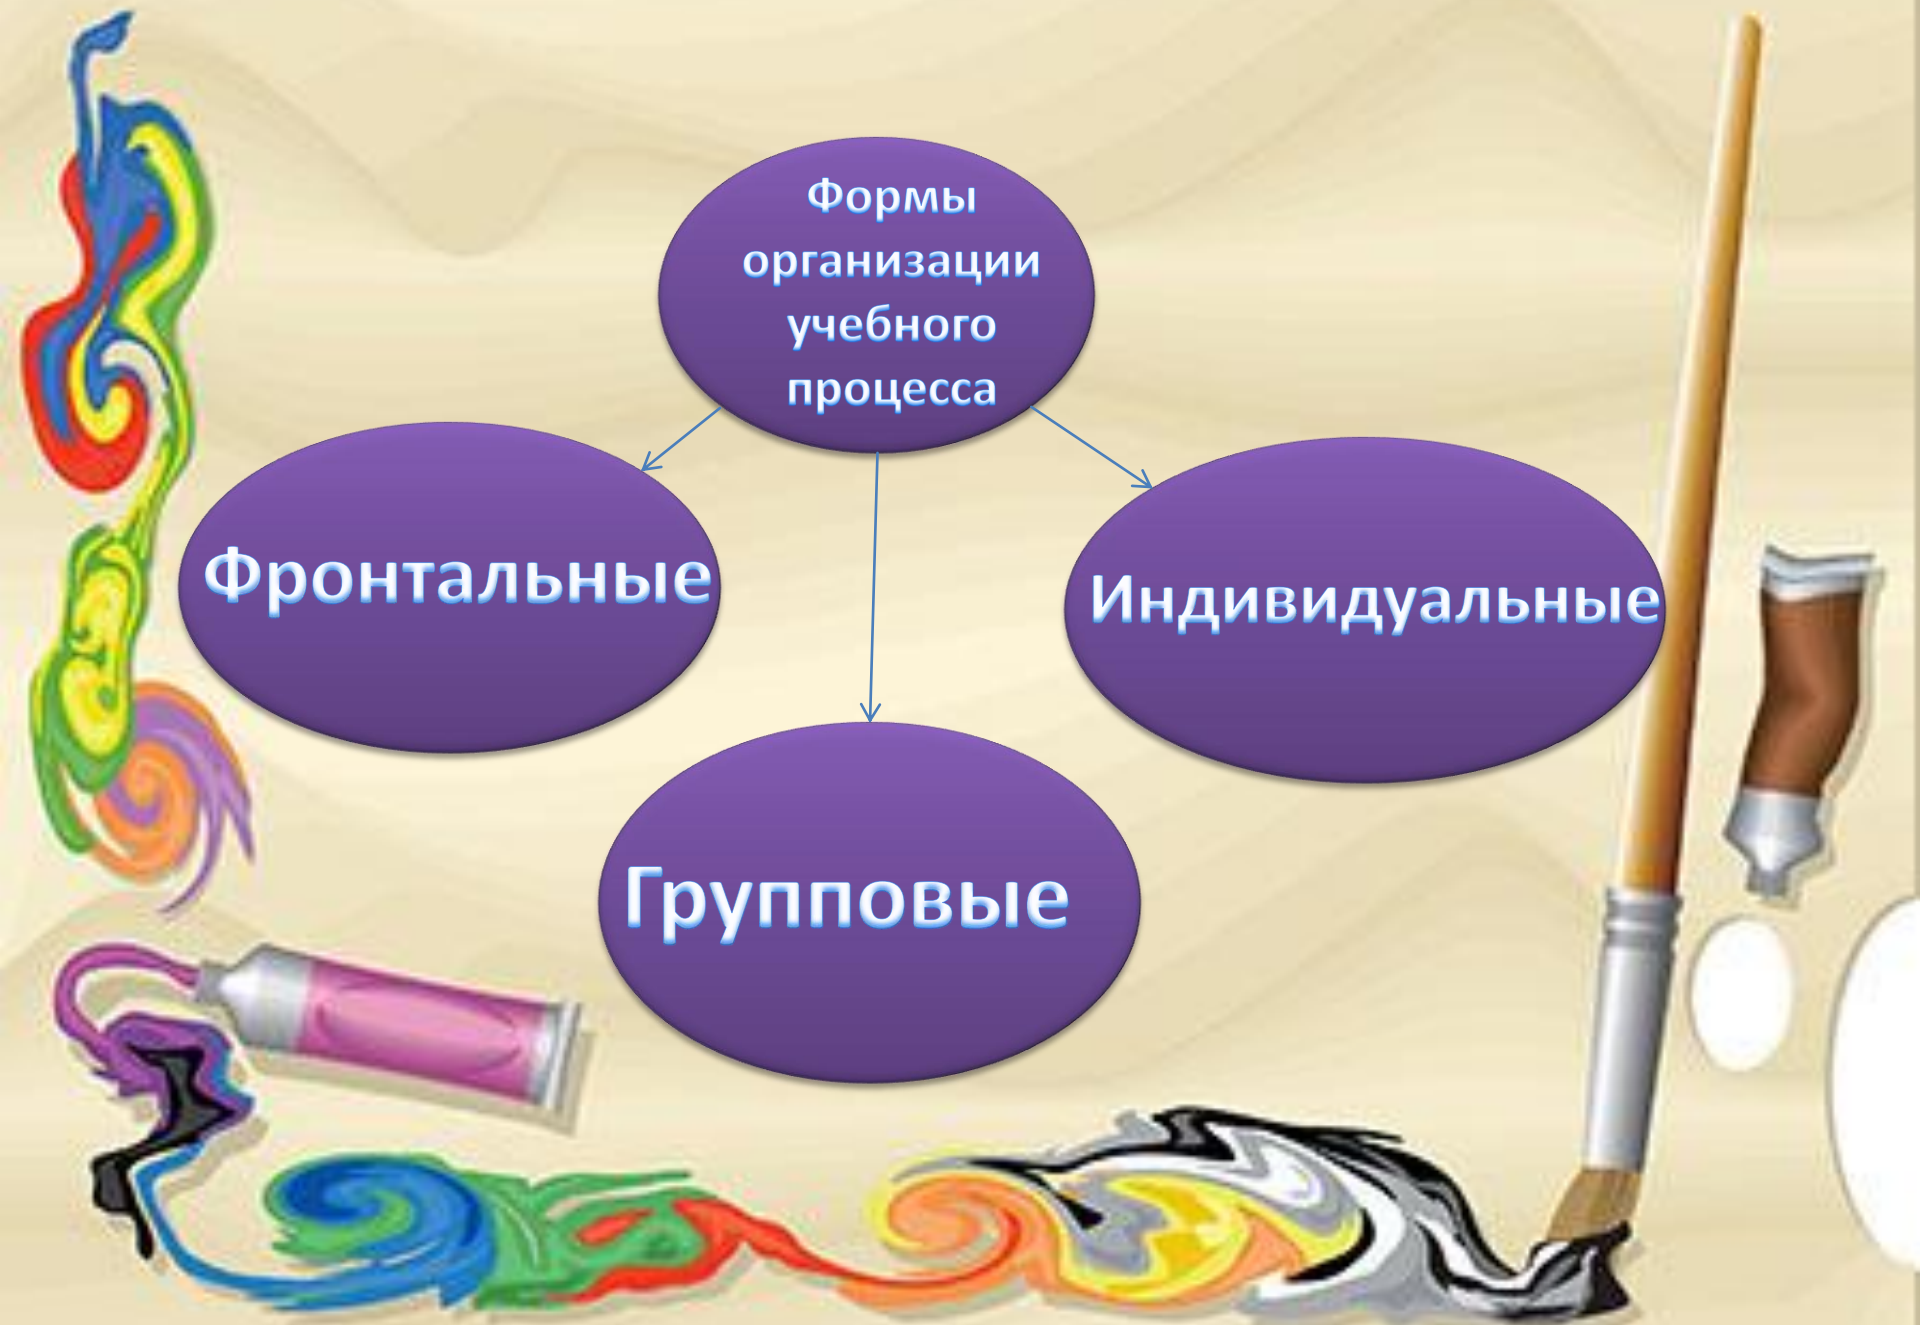 Формы
организации
учебного
процесса
Фронтальные
Индивидуальные
Групповые